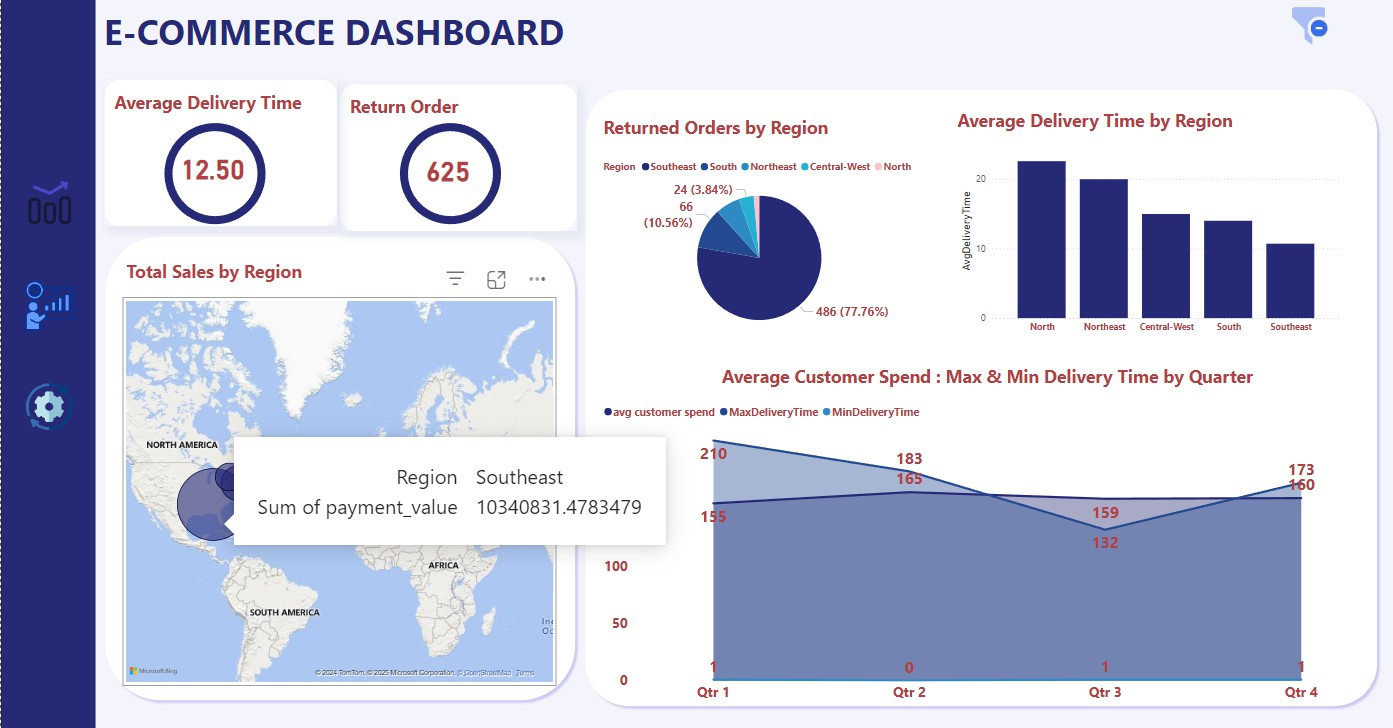 E-COMMERCE DASHBOARD
Average Delivery Time
12.50
Return Order
625
Total Sales by Region
NORTH AMERICA
AFRICA
SOUTH AMERICA
Region Southeast
Sum of payment_value 10340831.4783479
Microsoft Bing
© 2024 TomTom, © 2025 Microsoft Corporation, © OpenStreetMap Terms
Returned Orders by Region
Region Southeast South Northeast Central-West North
24 (3.84%)
66
(10.56%)
486 (77.76%)
Average Delivery Time by Region
AvgDeliveryTime
20
10
0
North Northeast Central-West South Southeast
Average Customer Spend : Max & Min Delivery Time by Quarter
avg customer spend MaxDeliveryTime MinDeliveryTime
210
183
173
165
160
155
159
132
100
50
0
1 0 1 1
Qtr 1 Qtr 2 Qtr 3 Qtr 4